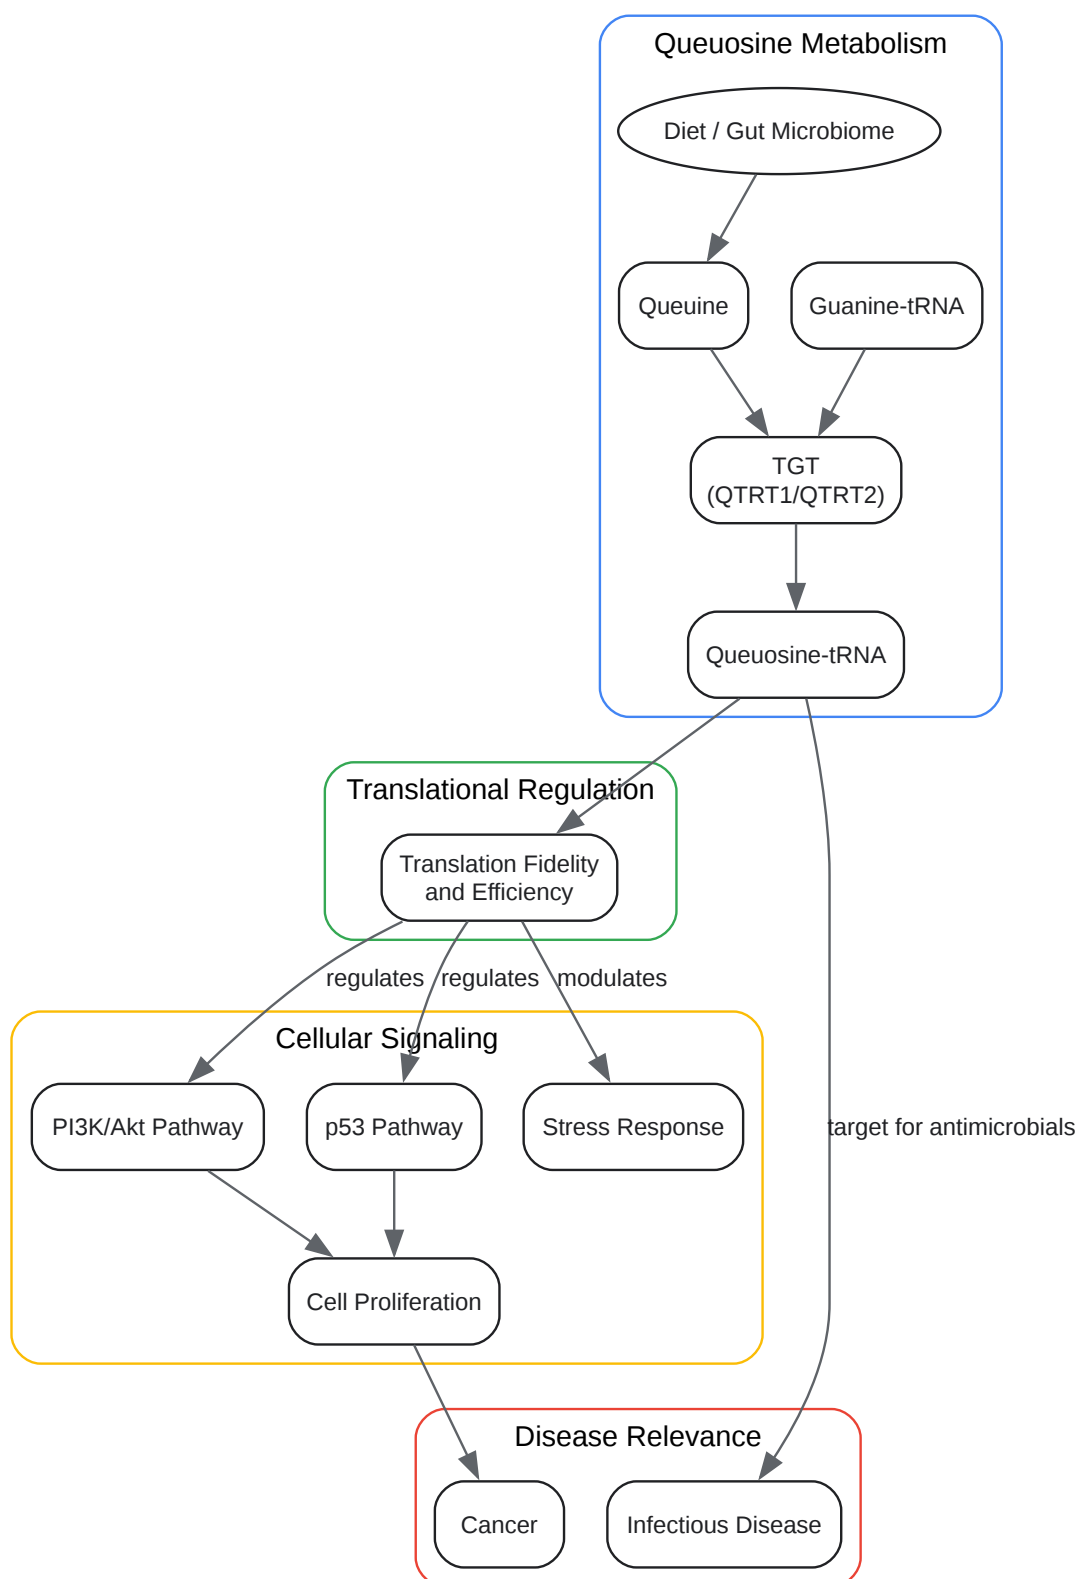 Queuosine Metabolism
Diet / Gut Microbiome
Queuine
Guanine-tRNA
TGT
(QTRT1/QTRT2)
Queuosine-tRNA
Translational Regulation
Translation Fidelity
and Efficiency
regulates
regulates
modulates
Cellular Signaling
PI3K/Akt Pathway
p53 Pathway
Stress Response
target for antimicrobials
Cell Proliferation
Disease Relevance
Cancer
Infectious Disease